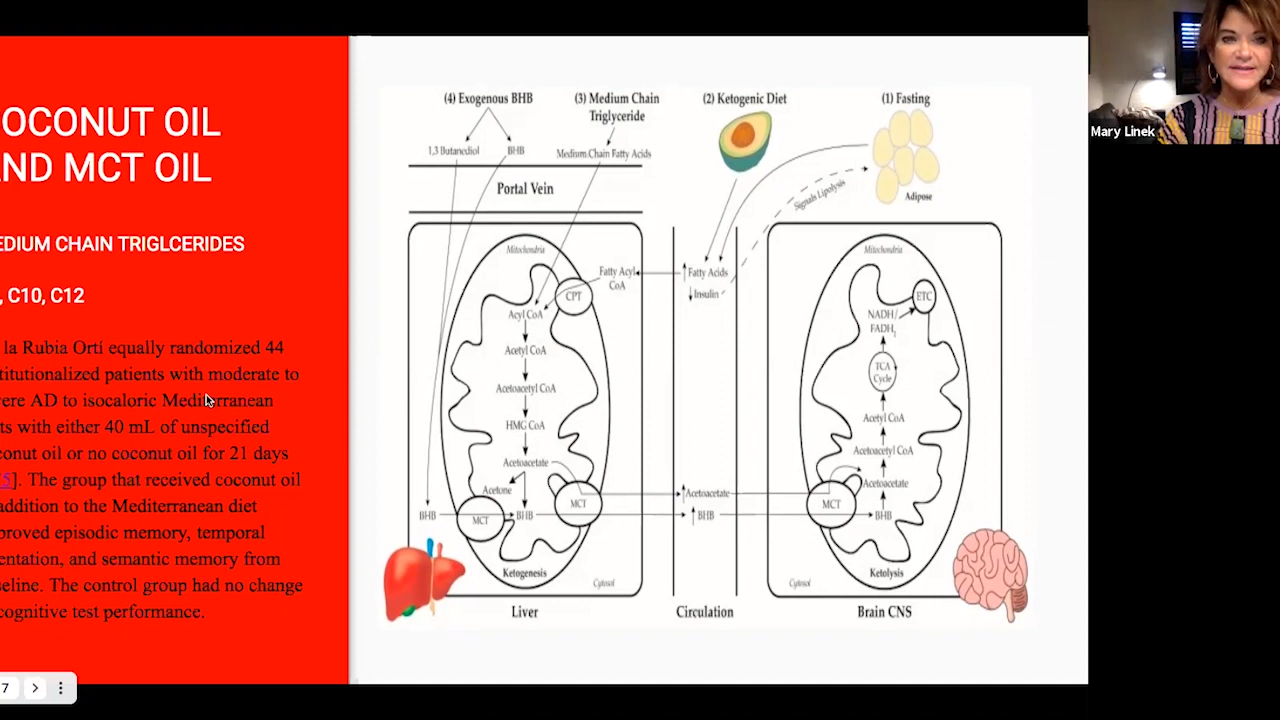 OCONUT OIL
ND MCT OIL
EDIUM CHAIN TRIGLCERIDES
, C10, C12
la Rubia Ortí equally randomized 44
titutionalized patients with moderate to
ere AD to isocaloric Mediterranean
ts with either 40 mL of unspecified
conut oil or no coconut oil for 21 days
5]. The group that received coconut oil
addition to the Mediterranean diet
proved episodic memory, temporal
entation, and semantic memory from
seline. The control group had no change
cognitive test performance.
7
(4) Exogenous BHB
(3) Medium Chain
Triglyceride
(2) Ketogenic Diet
(1) Fasting
1,3 Butanediol
BHB
Medium Chain Fatty Acids
Portal Vein
Signals Lipolysis
Adipose
Mitochondria
Fatty Acyl
CoA
CPT
Acyl CoA
Acetyl CoA
Acetoacetyl CoA
HMG CoA
Acetoacetate
Acetone
BHB
MCT
BHB
MCT
Ketogenesis
Cytosol
Liver
Fatty Acids
Insulin
Acetoacetate
BHB
Circulation
Mitochondria
ETC
NADH/
FADH2
TCA
Cycle
Acetyl CoA
Acetoacetyl CoA
Acetoacetate
MCT
BHB
Ketolysis
Cytosol
Brain CNS
Mary Linek